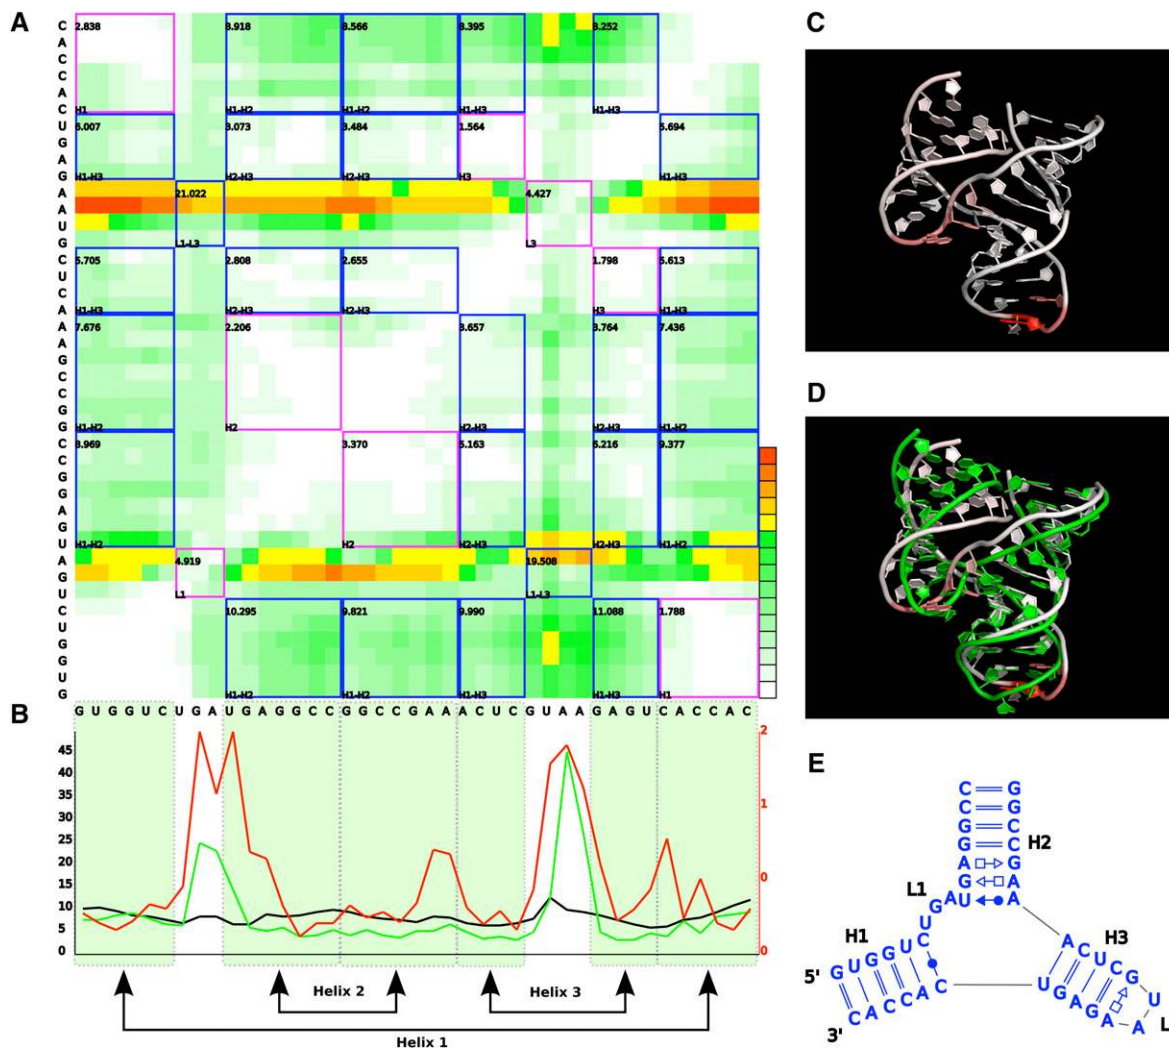 A
C
D
B
E
C A C C A C U G A G A A U G C U C A A A G C C G G C C G G A G U A G U C U G G U G
2.838 8.918 8.566 8.395 8.252
H1 H1-H2 H1-H2 H1-H3 H1-H3
6.007 3.073 3.484 1.564 5.694
H1-H3 H2-H3 H2-H3 H3 H1-H3
21.022 4.427
L1-L3 L3
5.705 2.808 2.655 1.798 5.613
H1-H3 H2-H3 H2-H3 H3 H1-H3
7.676 2.206 3.657 3.764 7.436
H1-H2 H2 H2-H3 H2-H3 H1-H2
8.969 3.370 5.163 6.216 9.377
H1-H2 H2 H2-H3 H2-H3 H1-H2
4.919 19.508
L1 L1-L3
10.295 9.821 9.990 11.088 1.788
H1-H2 H1-H2 H1-H3 H1-H3 H1
G U G G U C U G A U G A G G C C G G C C G A A A C U C G U A A G A G U C A C C A C
45
40
35
30
25
20
15
10
5
0
2
1
0
0
Helix 2
Helix 3
Helix 1
C G
C G
G C
G C
H2
A G
G A
L1
G A U A
U
C
H1
5' G U G G U
C A C C A C
3'
H3
A C U C G
U
A
U G A G A
L